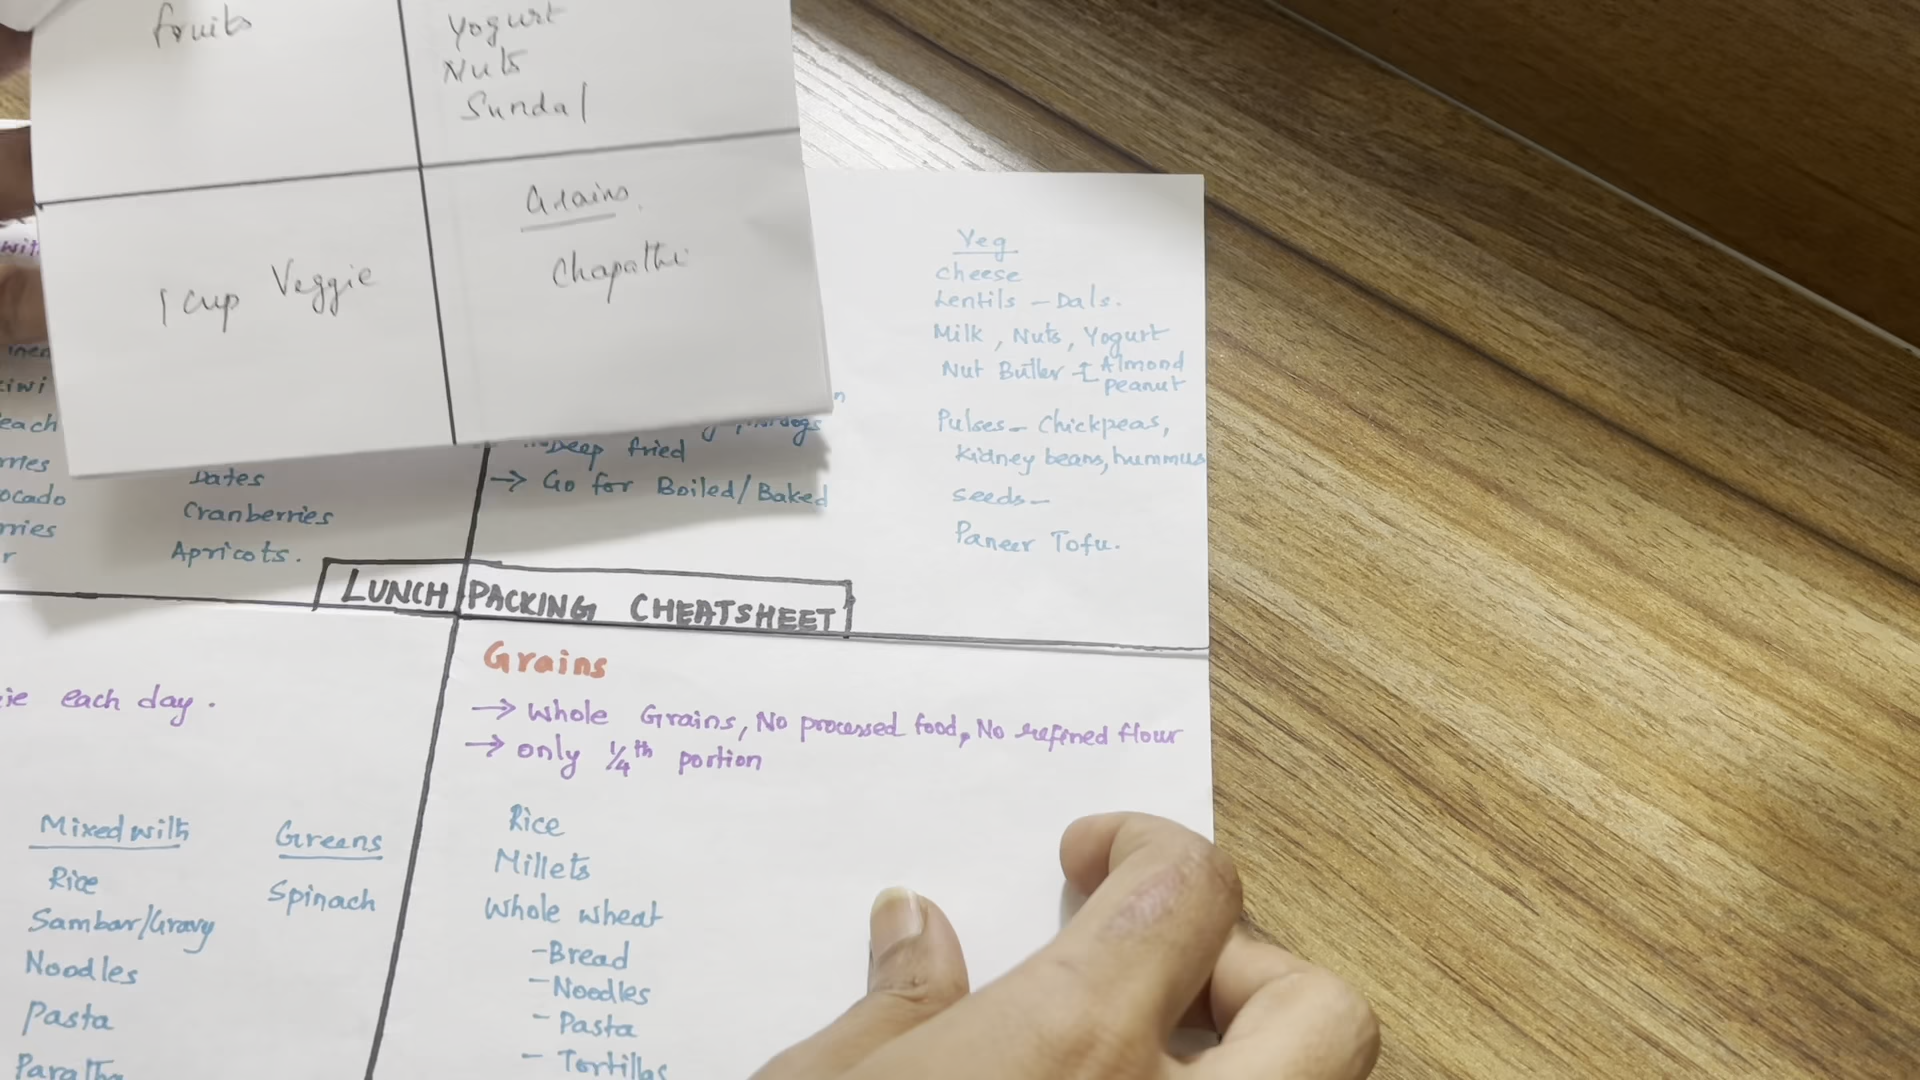 fruits
Yogurt
Nuts
Sundal
1 cup Veggie
Grains.
Chapathi
Veg
cheese
Lentils - Dals.
Milk, Nuts, Yogurt
Nut Butter - Almond
peanut
Pulses - Chickpeas,
Kidney beans, hummus
seeds -
Paneer Tofu.
Deep fried
→ Go for Boiled/Baked
Dates
Cranberries
Apricots.
LUNCH PACKING CHEATSHEET
each day.
Mixed with
Rice
Sambar/Gravy
Noodles
Pasta
Paratha
Greens
Spinach
Grains
→ Whole Grains, No processed food, No refined flour
→ only 1/4th portion
Rice
Millets
Whole wheat
- Bread
- Noodles
- Pasta
- Tortillas